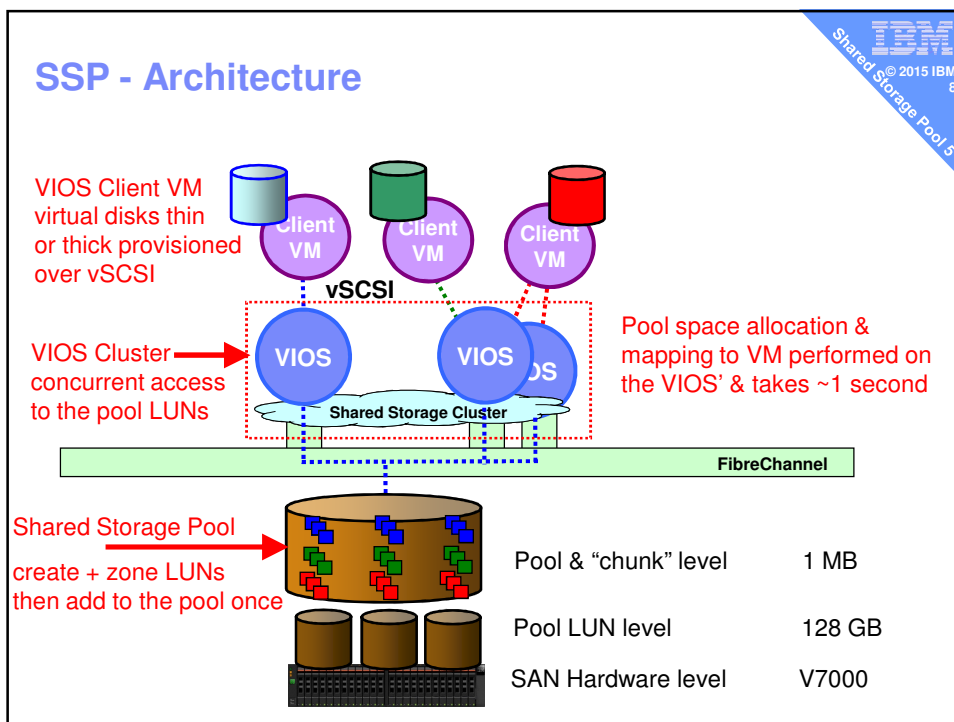 SSP - Architecture
IBM
© 2015 IBM
8
Shared Storage Pool 5
VIOS Client VM
virtual disks thin
or thick provisioned
over vSCSI
Client
VM
Client
VM
Client
VM
vSCSI
VIOS Cluster
concurrent access
to the pool LUNs
VIOS
VIOS
OS
Shared Storage Cluster
Pool space allocation &
mapping to VM performed on
the VIOS’ & takes ~1 second
FibreChannel
Shared Storage Pool
create + zone LUNs
then add to the pool once
Pool & “chunk” level 1 MB
Pool LUN level 128 GB
SAN Hardware level V7000